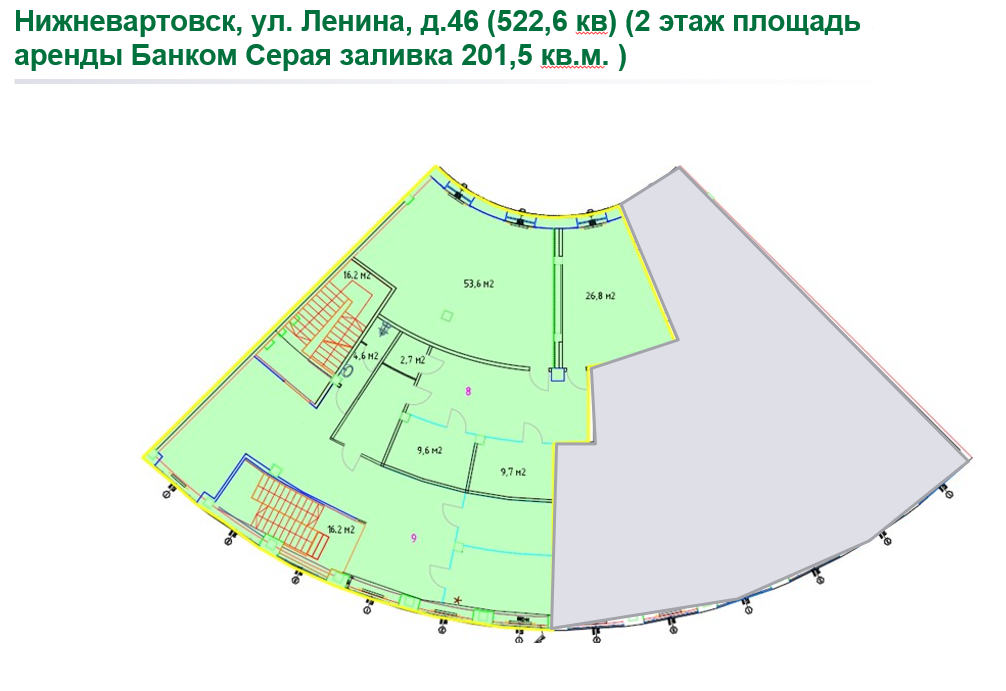 Нижневартовск, ул. Ленина, д.46 (522,6 кв) (2 этаж площадь
аренды Банком Серая заливка 201,5 кв.м. )
16.2 м2
53,6 м2
26,8 м2
4,6 м2
2,7 м2
8
9,6 м2
9,7 м2
16.2 м2
9